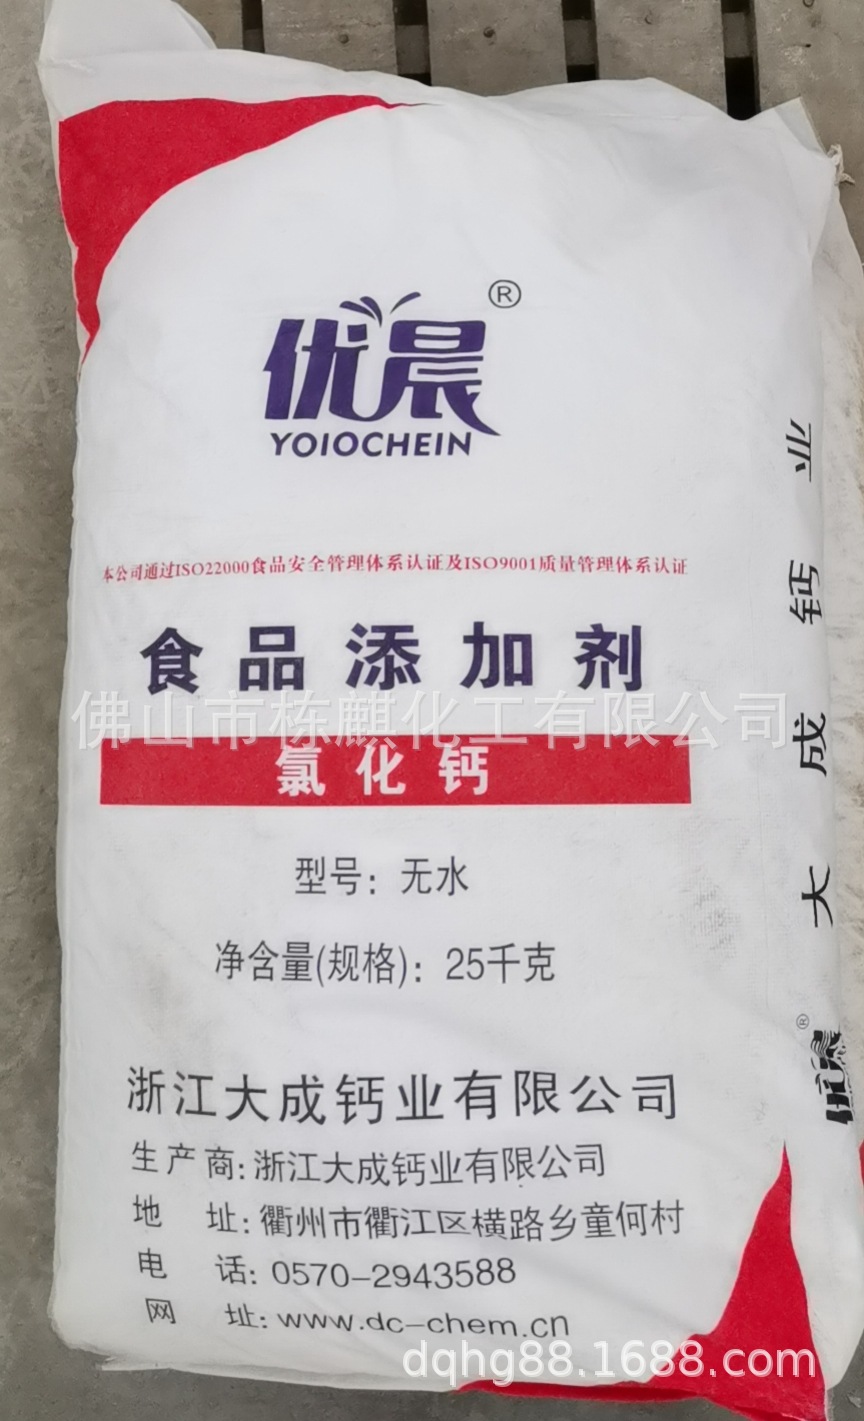 优晨®
YOIOCHEIN
本公司通过ISO22000食品安全管理体系认证及ISO9001质量管理体系认证
食品添加剂
佛山市栋麒化工有限公司
氯化钙
型号：无水
净含量(规格)：25千克
浙江大成钙业有限公司
生产商：浙江大成钙业有限公司
地址：衢州市衢江区横路乡童何村
电话：0570-2943588
网址：www.dc-chem.cn
dqhg88.1688.com
优晨® 大成钙业